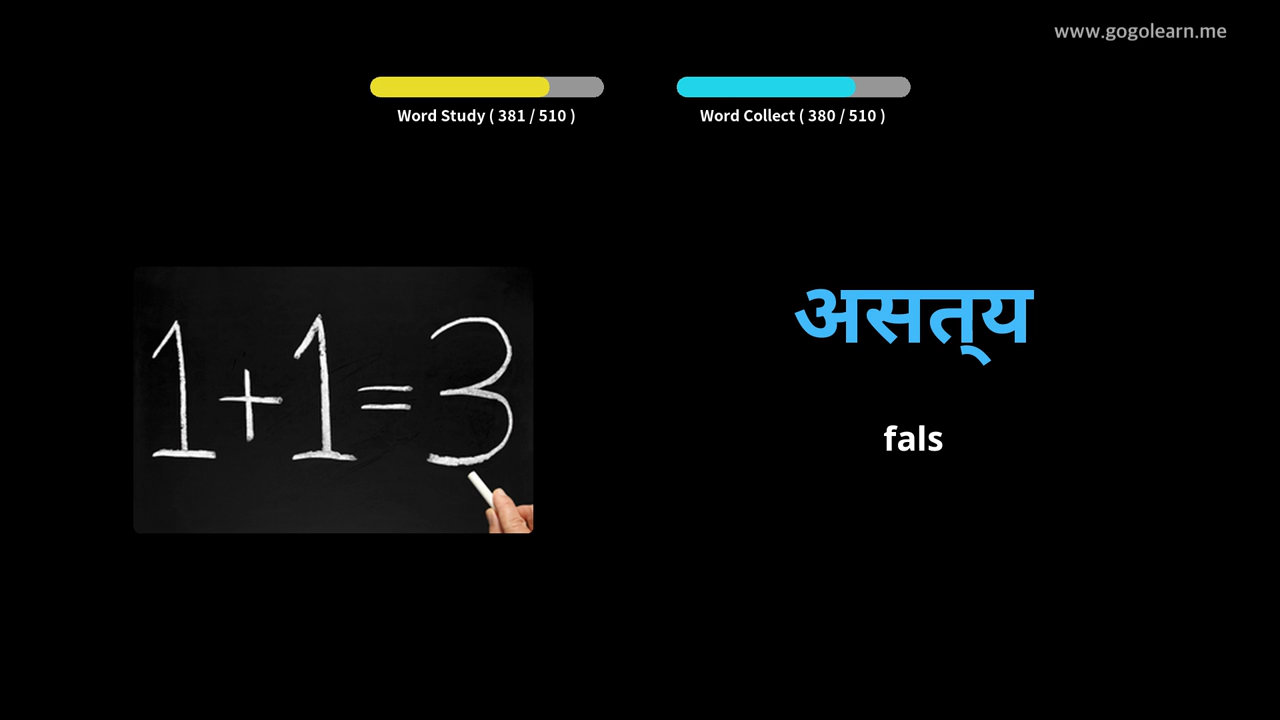 www.gogolearn.me
Word Study ( 381 / 510 )
Word Collect ( 380 / 510 )
1+1=3
असत्‌य
fals